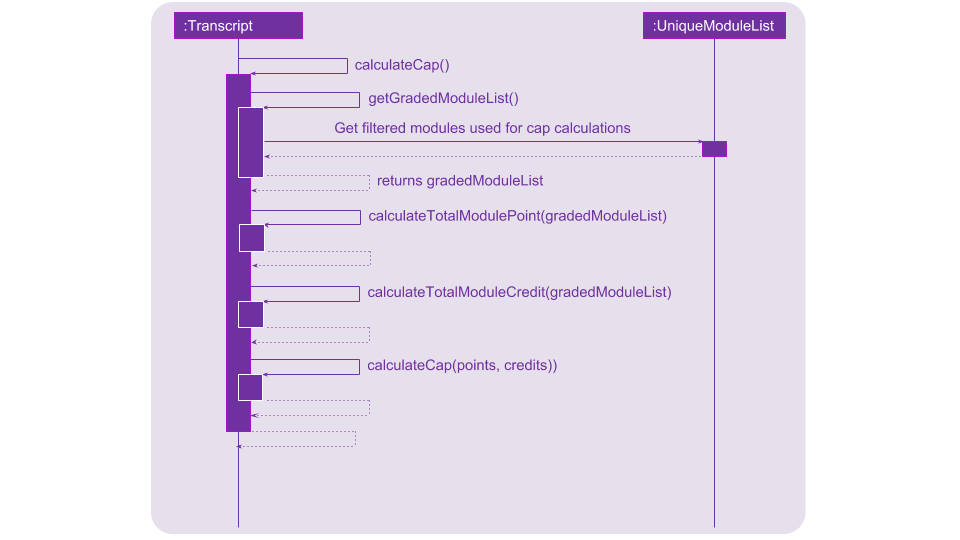 :Transcript
:UniqueModuleList
calculateCap()
getGradedModuleList()
Get filtered modules used for cap calculations
returns gradedModuleList
calculateTotalModulePoint(gradedModuleList)
calculateTotalModuleCredit(gradedModuleList)
calculateCap(points, credits))